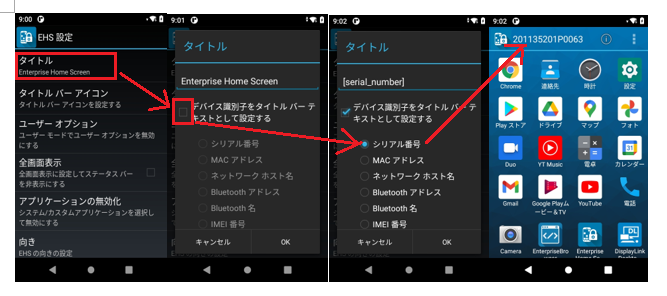 9:00
EHS 設定
タイトル
Enterprise Home Screen
タイトル バー アイコン
タイトル バー アイコンを設定する
ユーザー オプション
ユーザー モードでユーザー オプションを無効
にする
全画面表示
全画面表示に設定してステータス バー
を非表示にする
アプリケーションの無効化
システム/カスタムアプリケーションを選択し
て無効にする
向き
EHS の向きの設定
9:01
タイトル
Enterprise Home Screen
デバイス識別子をタイトル バー テ
キストとして設定する
シリアル番号
MAC アドレス
ネットワーク ホスト名
Bluetooth アドレス
Bluetooth 名
IMEI 番号
キャンセル
OK
9:02
タイトル
[serial_number]
デバイス識別子をタイトル バー テ
キストとして設定する
シリアル番号
MAC アドレス
ネットワーク ホスト名
Bluetooth アドレス
Bluetooth 名
IMEI 番号
キャンセル
OK
9:02
201135201P0063
Chrome
連絡先
時計
設定
Play ストア
ドライブ
マップ
フォト
Duo
YT Music
電卓
カレンダー
Gmail
Google Playム
ービー＆TV
YouTube
電話
Camera
EnterpriseBro
Enterprise
DisplayLink